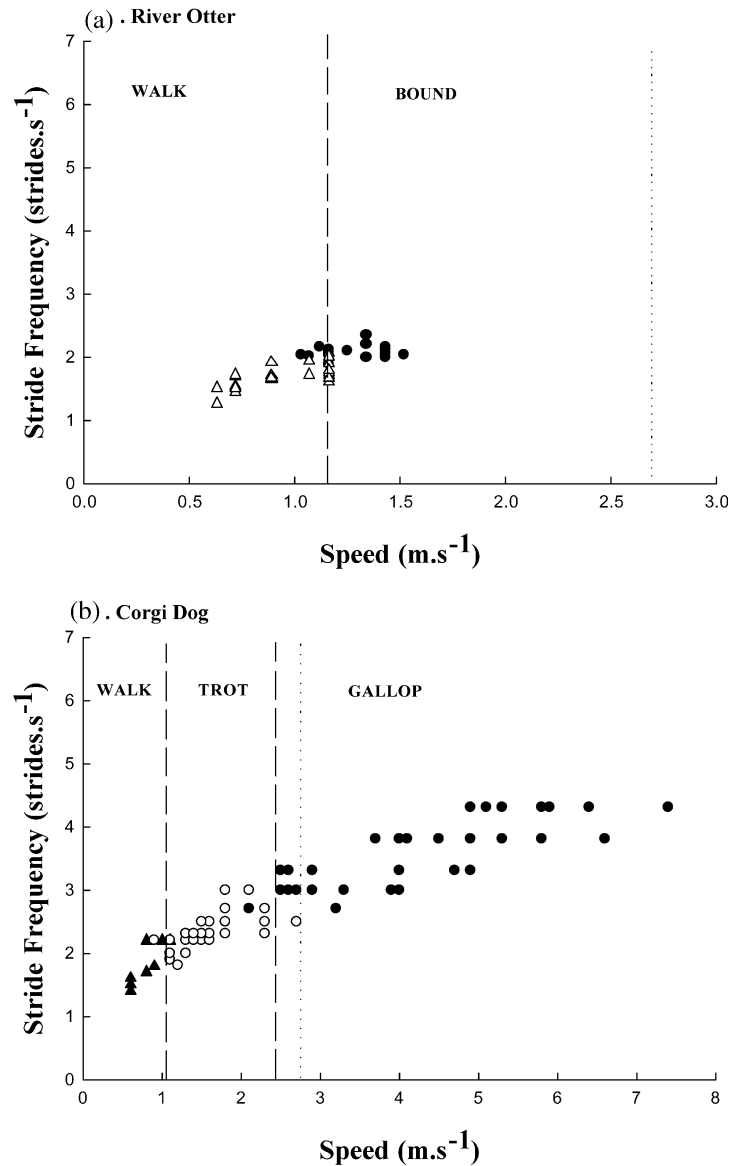 (a) . River Otter
7
6
5
4
3
2
1
0
WALK
BOUND
Stride Frequency (strides.s-1)
0.0 0.5 1.0 1.5 2.0 2.5 3.0
Speed (m.s-1)
(b) . Corgi Dog
7
6
5
4
3
2
1
0
WALK
TROT
GALLOP
Stride Frequency (strides.s-1)
0 1 2 3 4 5 6 7 8
Speed (m.s-1)